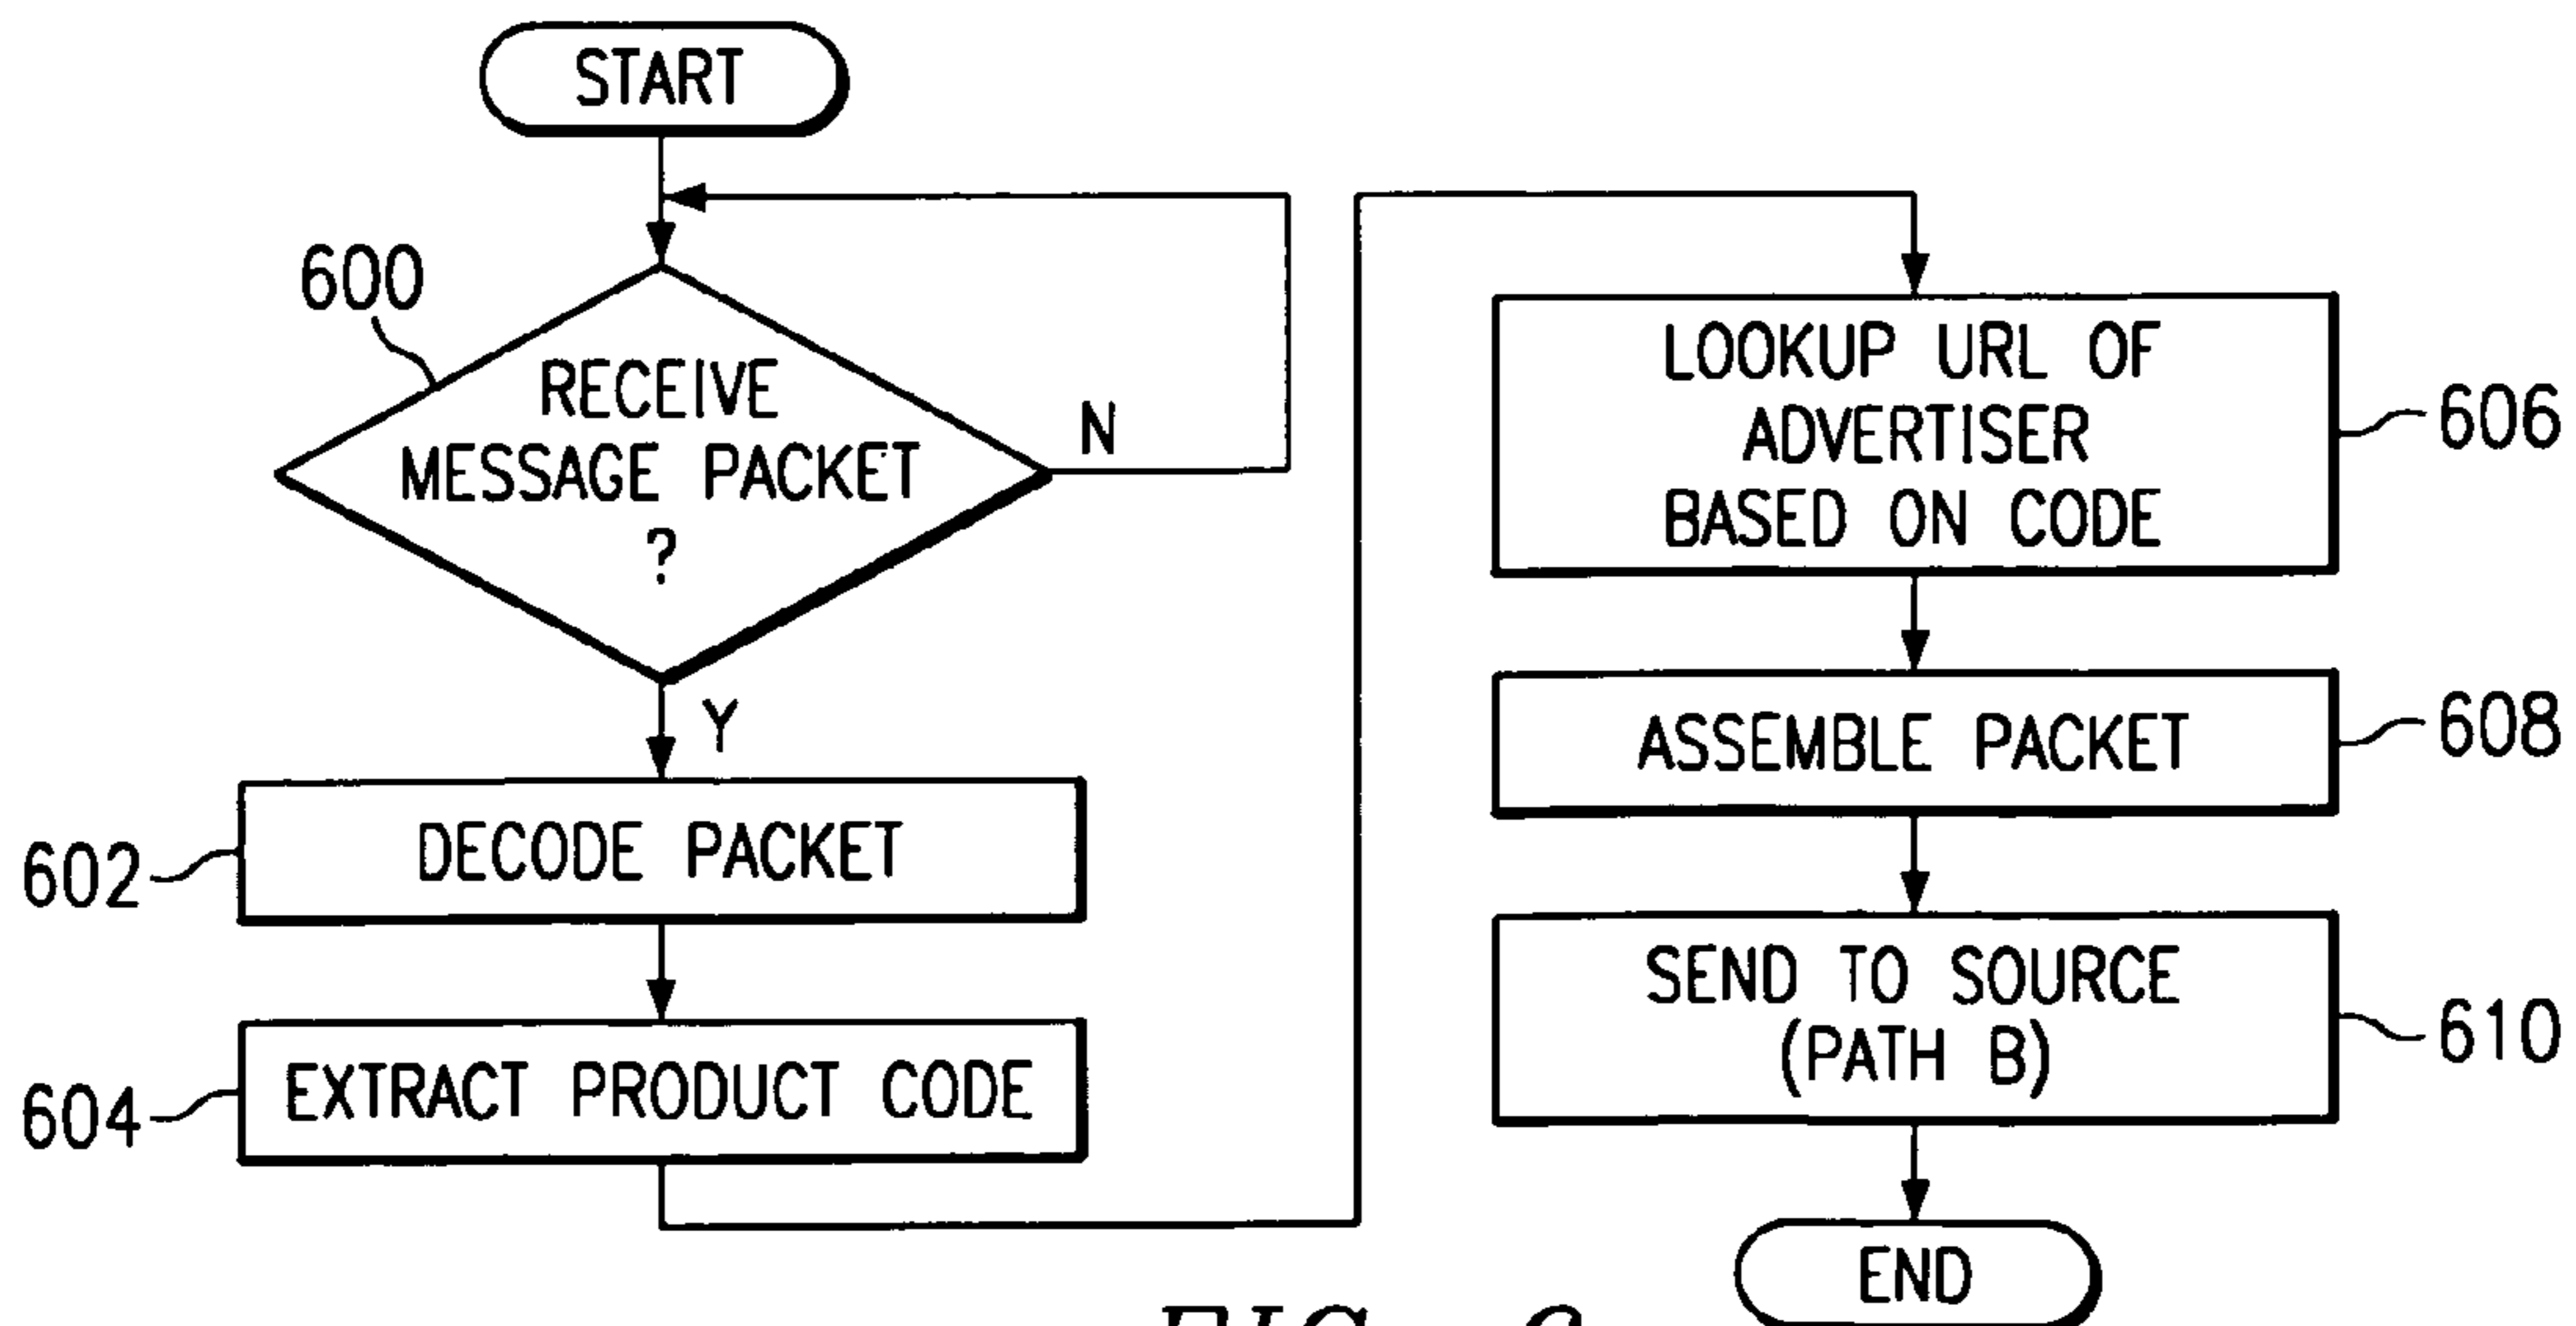 START
600
RECEIVE
MESSAGE PACKET
?
N
Y
602
DECODE PACKET
604
EXTRACT PRODUCT CODE
LOOKUP URL OF
ADVERTISER
BASED ON CODE
606
ASSEMBLE PACKET
608
SEND TO SOURCE
(PATH B)
610
END